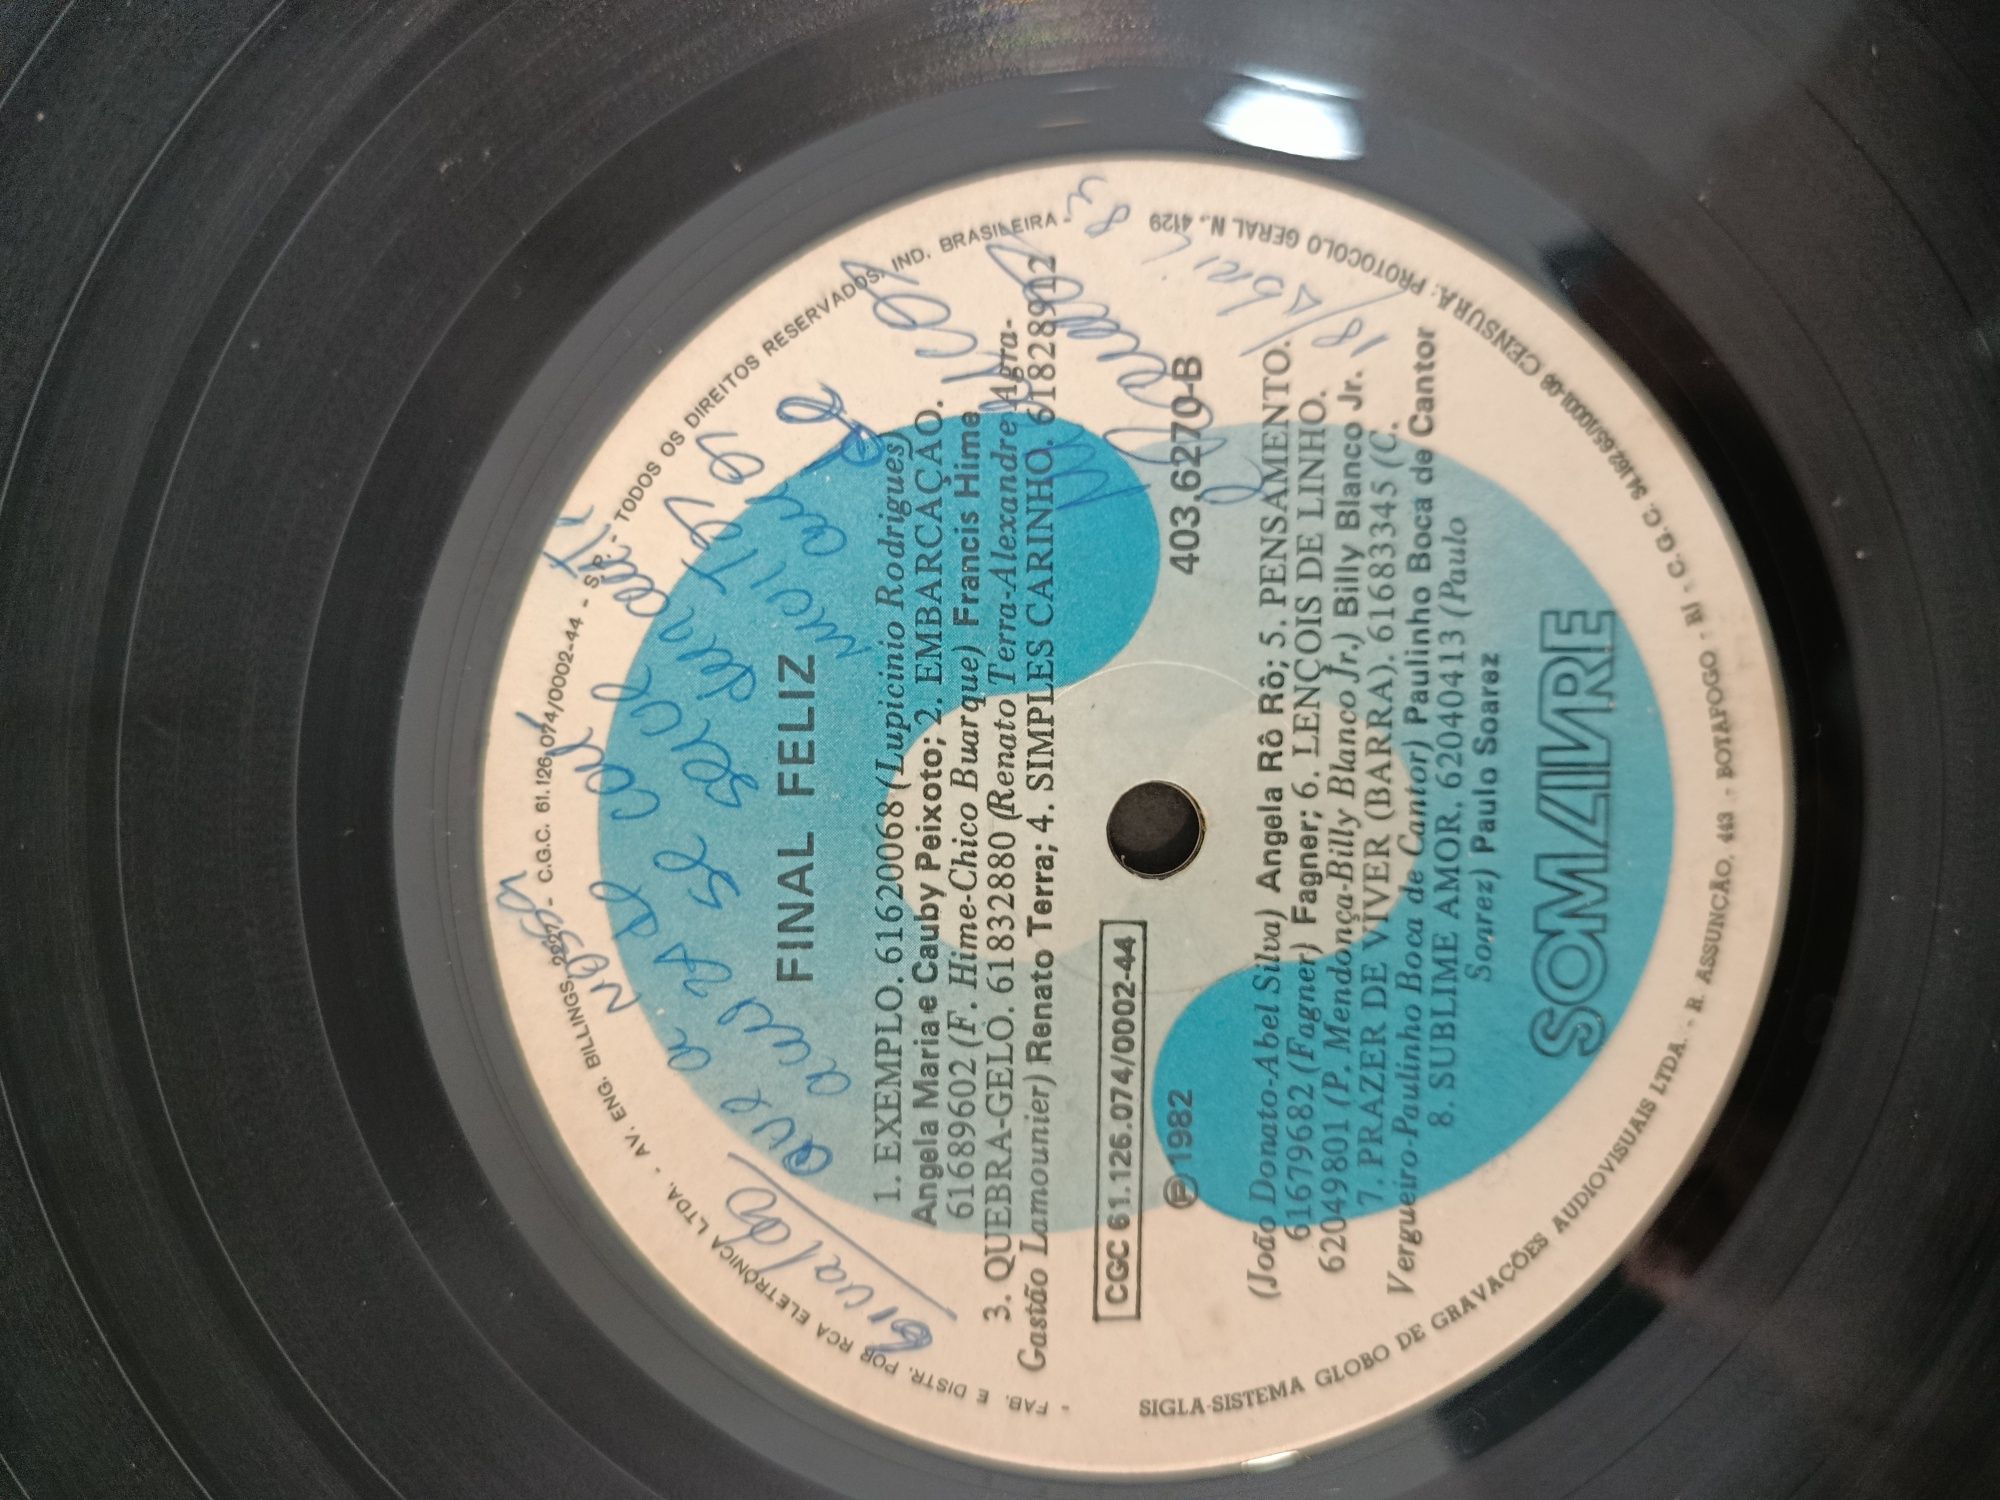 FINAL FELIZ
1. EXEMPLO. 61620068 (Lupicinio Rodrigues)
Angela Maria e Cauby Peixoto; 2. EMBARCAÇÃO.
61689602 (F. Hime-Chico Buarque) Francis Hime
3. QUEBRA-GELO. 61832880 (Renato Terra-Alexandre Agra-
Gastão Lamounier) Renato Terra; 4. SIMPLES CARINHO. 61828912
CGC 61.126.074/0002-44
℗ 1982
403.6270-B
(João Donato-Abel Silva) Angela Rô Rô; 5. PENSAMENTO.
61679682 (Fagner) Fagner; 6. LENÇOIS DE LINHO.
62049801 (P. Mendonça-Billy Blanco Jr.) Billy Blanco Jr.
7. PRAZER DE VIVER (BARRA). 61683345 (C.
Vergueiro-Paulinho Boca de Cantor) Paulinho Boca de Cantor
8. SUBLIME AMOR. 62040413 (Paulo
Soarez) Paulo Soarez
SOM LIVRE
- FAB. E DISTR. POR RCA ELETRÔNICA LTDA. - AV. ENG. BILLINGS, 2227 - C.G.C. 61.126.074/0002-44 - S.P. - TODOS OS DIREITOS RESERVADOS. IND. BRASILEIRA -
SIGLA-SISTEMA GLOBO DE GRAVAÇÕES AUDIOVISUAIS LTDA. - R. ASSUNÇÃO, 443 - BOTAFOGO - RJ - C.G.C. 34.162.651/0001-08 CENSURA: PROTOCOLO GERAL N.º 4129
que a
18/abril
83